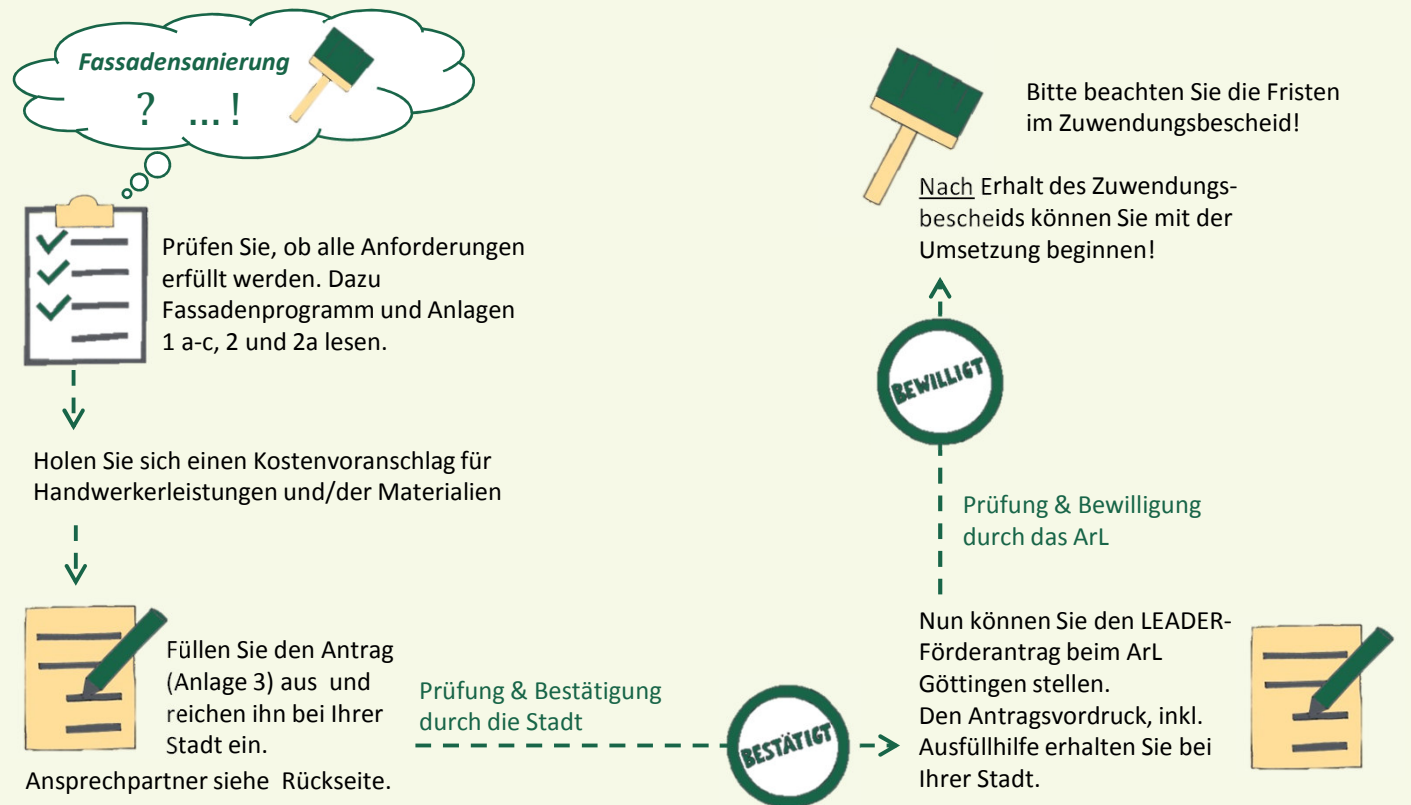 Fassadensanierung
? ...!
Prüfen Sie, ob alle Anforderungen
erfüllt werden. Dazu
Fassadenprogramm und Anlagen
1 a-c, 2 und 2a lesen.
Holen Sie sich einen Kostenvoranschlag für
Handwerkerleistungen und/der Materialien
Füllen Sie den Antrag
(Anlage 3) aus und
reichen ihn bei Ihrer
Stadt ein.
Ansprechpartner siehe Rückseite.
Prüfung & Bestätigung
durch die Stadt
BESTÄTIGT
Nun können Sie den LEADER-
Förderantrag beim ArL
Göttingen stellen.
Den Antragsvordruck, inkl.
Ausfüllhilfe erhalten Sie bei
Ihrer Stadt.
Prüfung & Bewilligung
durch das ArL
BEWILLIGT
Nach Erhalt des Zuwendungs-
bescheids können Sie mit der
Umsetzung beginnen!
Bitte beachten Sie die Fristen
im Zuwendungsbescheid!